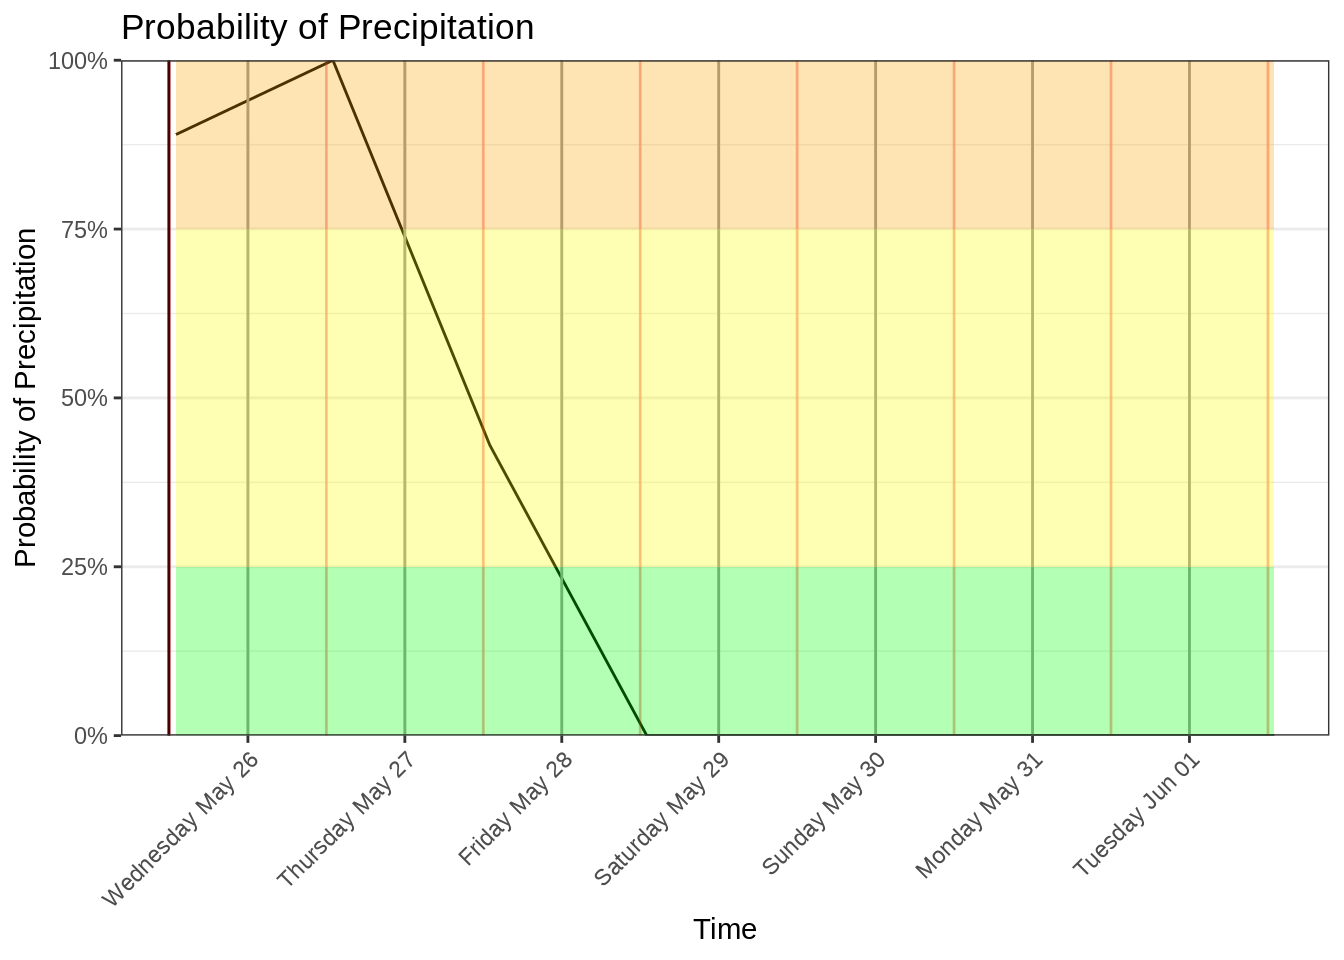 Probability of Precipitation
Probability of Precipitation
100%
75%
50%
25%
0%
Wednesday May 26
Thursday May 27
Friday May 28
Saturday May 29
Sunday May 30
Monday May 31
Tuesday Jun 01
Time